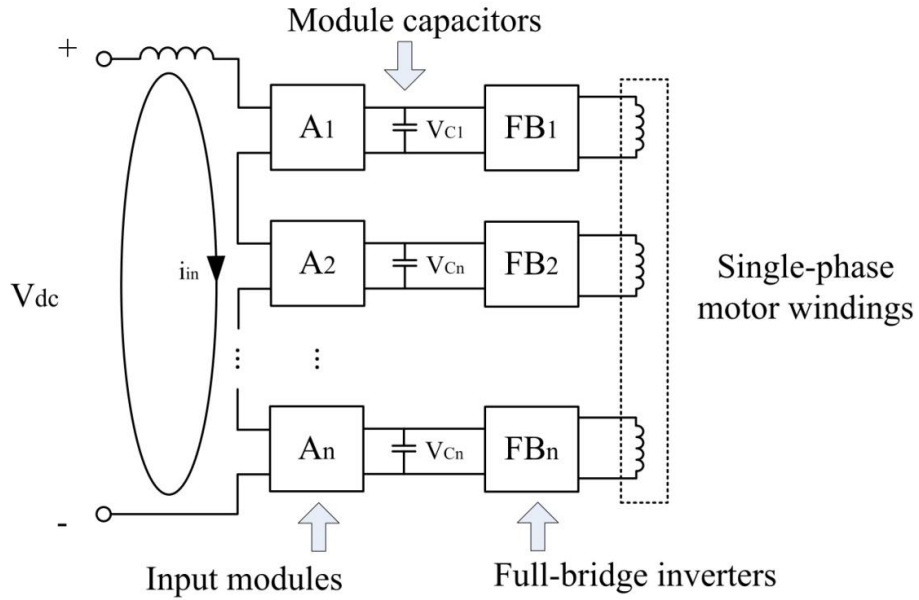 Module capacitors
+
A1
VC1
FB1
A2
VCn
FB2
iin
Vdc
Single-phase
motor windings
⋮
⋮
An
VCn
FBn
-
Input modules
Full-bridge inverters